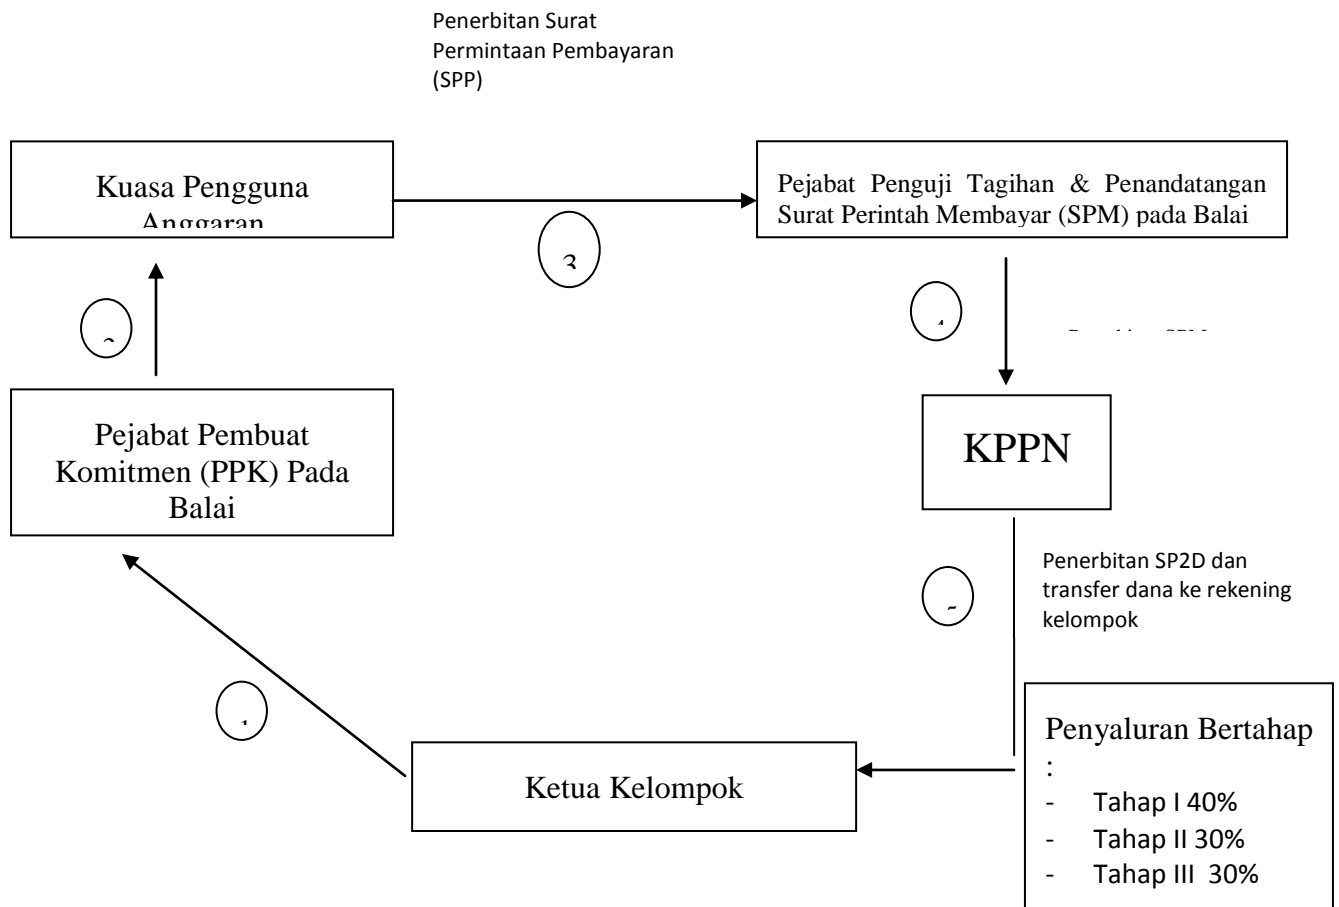 Penerbitan Surat
Permintaan Pembayaran
(SPP)
Kuasa Pengguna
Anggaran
Pejabat Penguji Tagihan & Penandatangan
Surat Perintah Membayar (SPM) pada Balai
3
Pejabat Pembuat
Komitmen (PPK) Pada
Balai
KPPN
Penerbitan SP2D dan
transfer dana ke rekening
kelompok
Ketua Kelompok
Penyaluran Bertahap
:
- Tahap I 40%
- Tahap II 30%
- Tahap III 30%